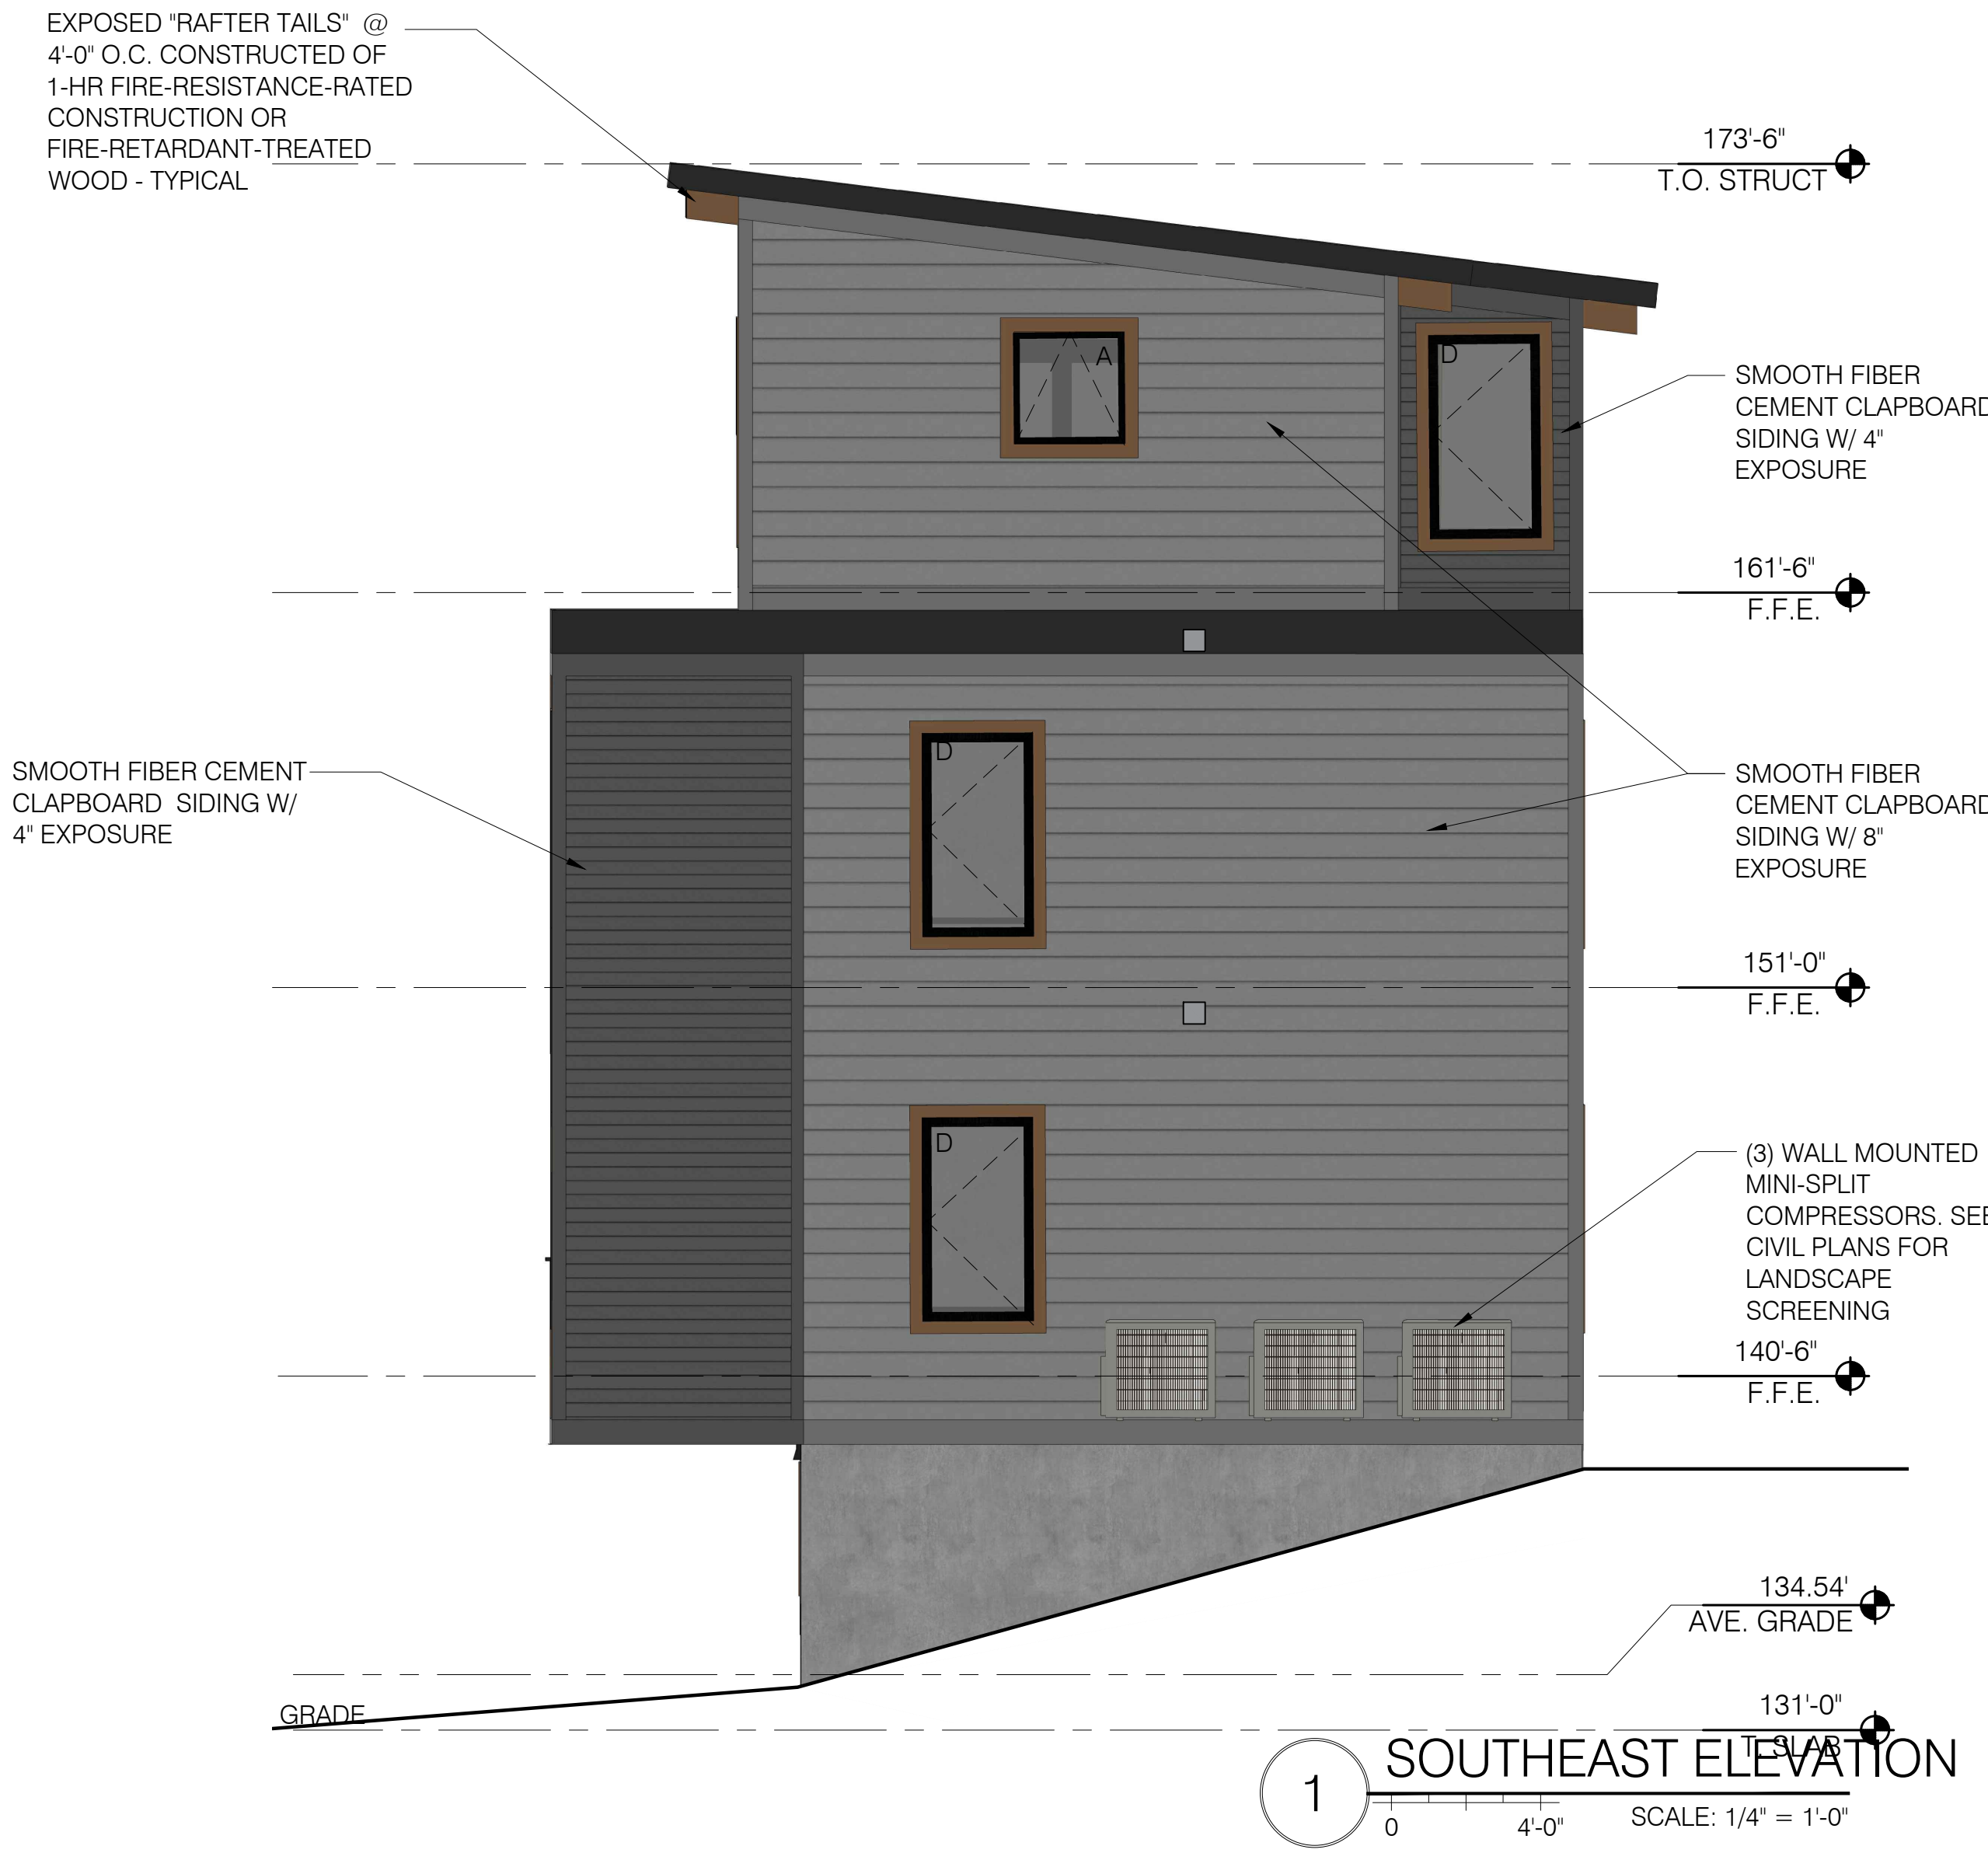 EXPOSED "RAFTER TAILS" @
4'-0" O.C. CONSTRUCTED OF
1-HR FIRE-RESISTANCE-RATED
CONSTRUCTION OR
FIRE-RETARDANT-TREATED
WOOD - TYPICAL
173'-6"
T.O. STRUCT
A
D
SMOOTH FIBER
CEMENT CLAPBOARD
SIDING W/ 4"
EXPOSURE
161'-6"
F.F.E.
D
SMOOTH FIBER CEMENT
CLAPBOARD SIDING W/
4" EXPOSURE
SMOOTH FIBER
CEMENT CLAPBOARD
SIDING W/ 8"
EXPOSURE
151'-0"
F.F.E.
D
(3) WALL MOUNTED
MINI-SPLIT
COMPRESSORS. SEE
CIVIL PLANS FOR
LANDSCAPE
SCREENING
140'-6"
F.F.E.
134.54'
AVE. GRADE
GRADE
131'-0"
T. SLAB
1
SOUTHEAST ELEVATION
0 4'-0"
SCALE: 1/4" = 1'-0"